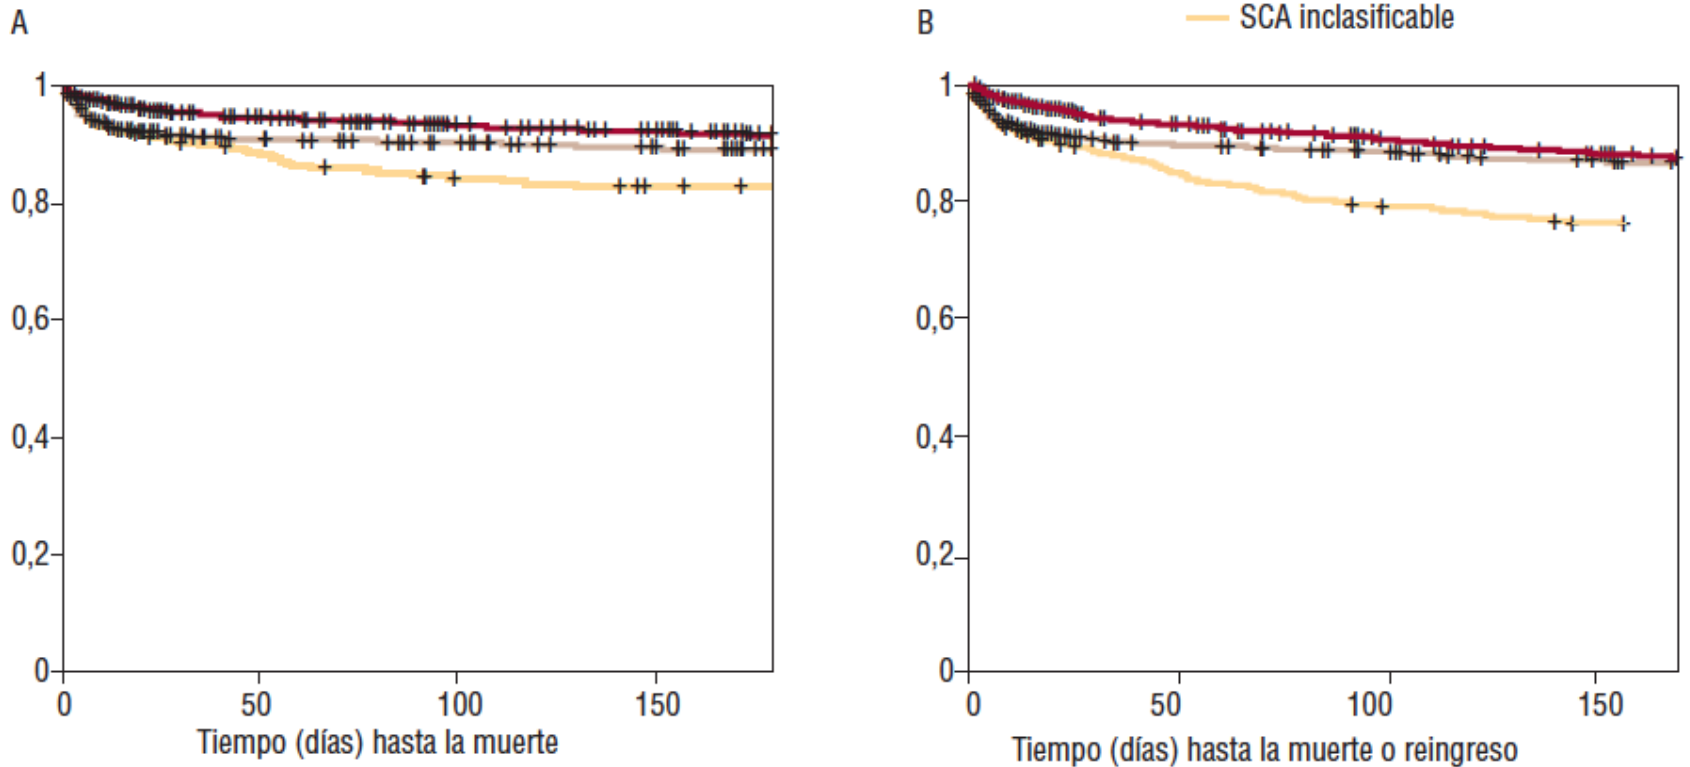 A
B
SCA inclasificable
1
0,8
0,6
0,4
0,2
0
0 50 100 150
Tiempo (días) hasta la muerte
1
0,8
0,6
0,4
0,2
0
0 50 100 150
Tiempo (días) hasta la muerte o reingreso